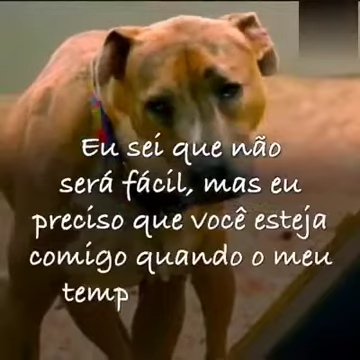 Eu sei que não
será fácil, mas eu
preciso que você esteja
comigo quando o meu
temp